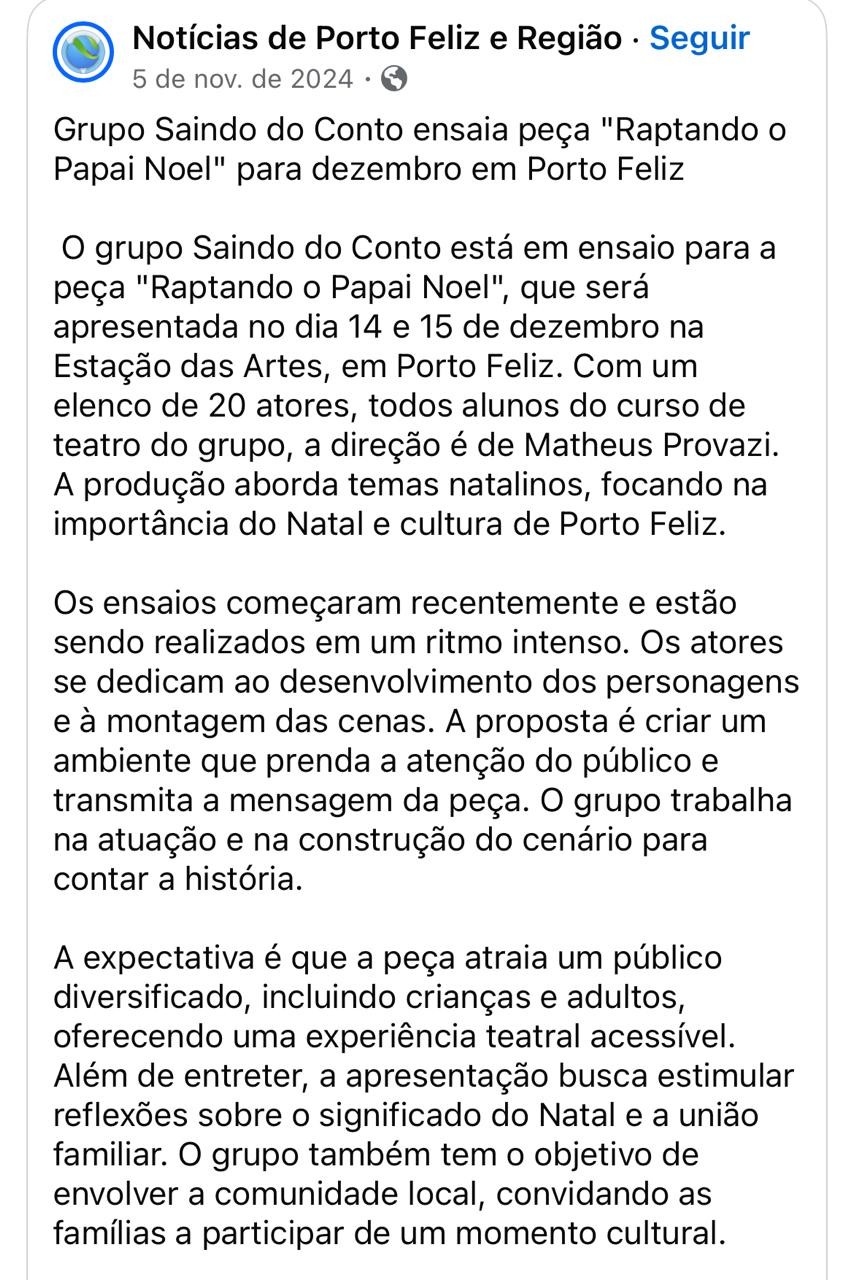 Notícias de Porto Feliz e Região · Seguir
5 de nov. de 2024 ·
Grupo Saindo do Conto ensaia peça "Raptando o
Papai Noel" para dezembro em Porto Feliz
O grupo Saindo do Conto está em ensaio para a
peça "Raptando o Papai Noel", que será
apresentada no dia 14 e 15 de dezembro na
Estação das Artes, em Porto Feliz. Com um
elenco de 20 atores, todos alunos do curso de
teatro do grupo, a direção é de Matheus Provazi.
A produção aborda temas natalinos, focando na
importância do Natal e cultura de Porto Feliz.
Os ensaios começaram recentemente e estão
sendo realizados em um ritmo intenso. Os atores
se dedicam ao desenvolvimento dos personagens
e à montagem das cenas. A proposta é criar um
ambiente que prenda a atenção do público e
transmita a mensagem da peça. O grupo trabalha
na atuação e na construção do cenário para
contar a história.
A expectativa é que a peça atraia um público
diversificado, incluindo crianças e adultos,
oferecendo uma experiência teatral acessível.
Além de entreter, a apresentação busca estimular
reflexões sobre o significado do Natal e a união
familiar. O grupo também tem o objetivo de
envolver a comunidade local, convidando as
famílias a participar de um momento cultural.